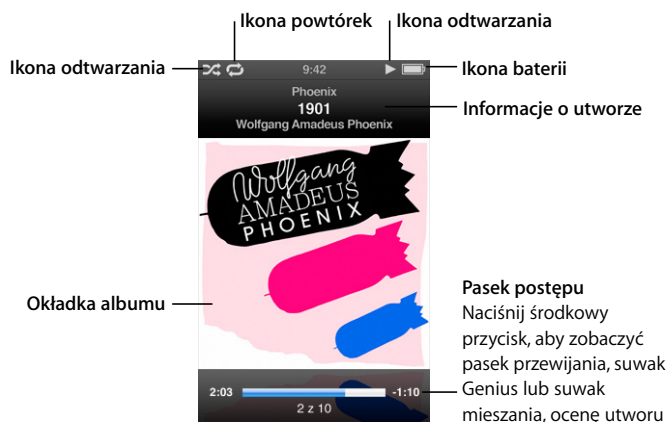 Ikona powtórek
Ikona odtwarzania
Ikona odtwarzania
9:42
Ikona baterii
Phoenix
1901
Wolfgang Amadeus Phoenix
Informacje o utworze
Wolfgang
AMADEUS
PHOENIX
Okładka albumu
Pasek postępu
Naciśnij środkowy
przycisk, aby zobaczyć
pasek przewijania, suwak
Genius lub suwak
mieszania, ocenę utworu
2:03
-1:10
2 z 10